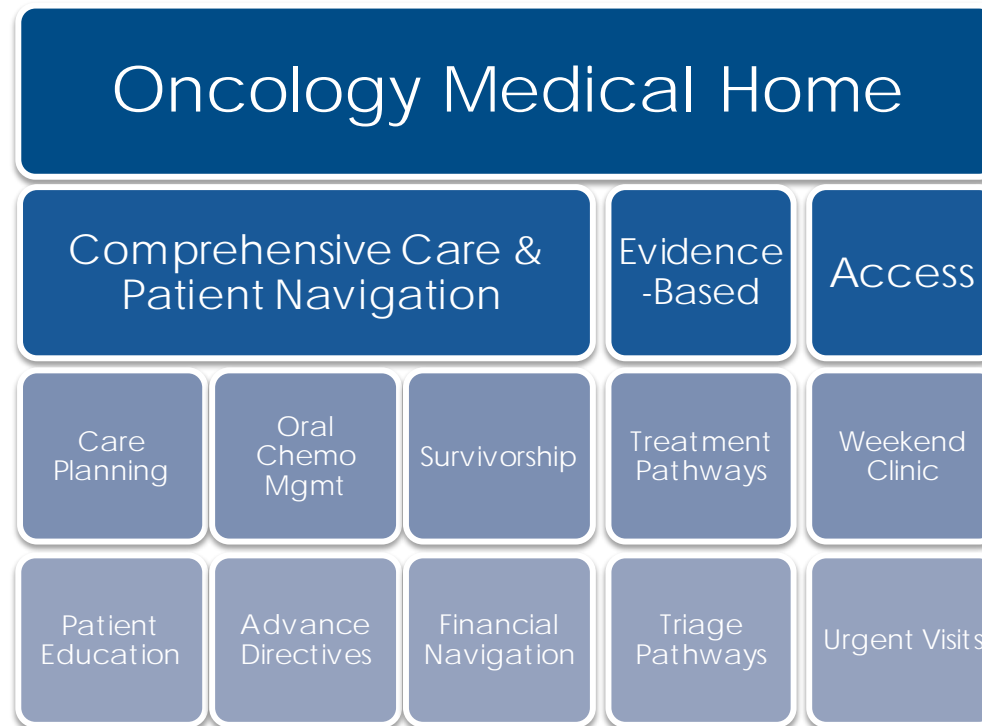 Oncology Medical Home
Comprehensive Care &
Patient Navigation
Evidence
-Based
Access
Care
Planning
Oral
Chemo
Mgmt
Survivorship
Treatment
Pathways
Weekend
Clinic
Patient
Education
Advance
Directives
Financial
Navigation
Triage
Pathways
Urgent Visits